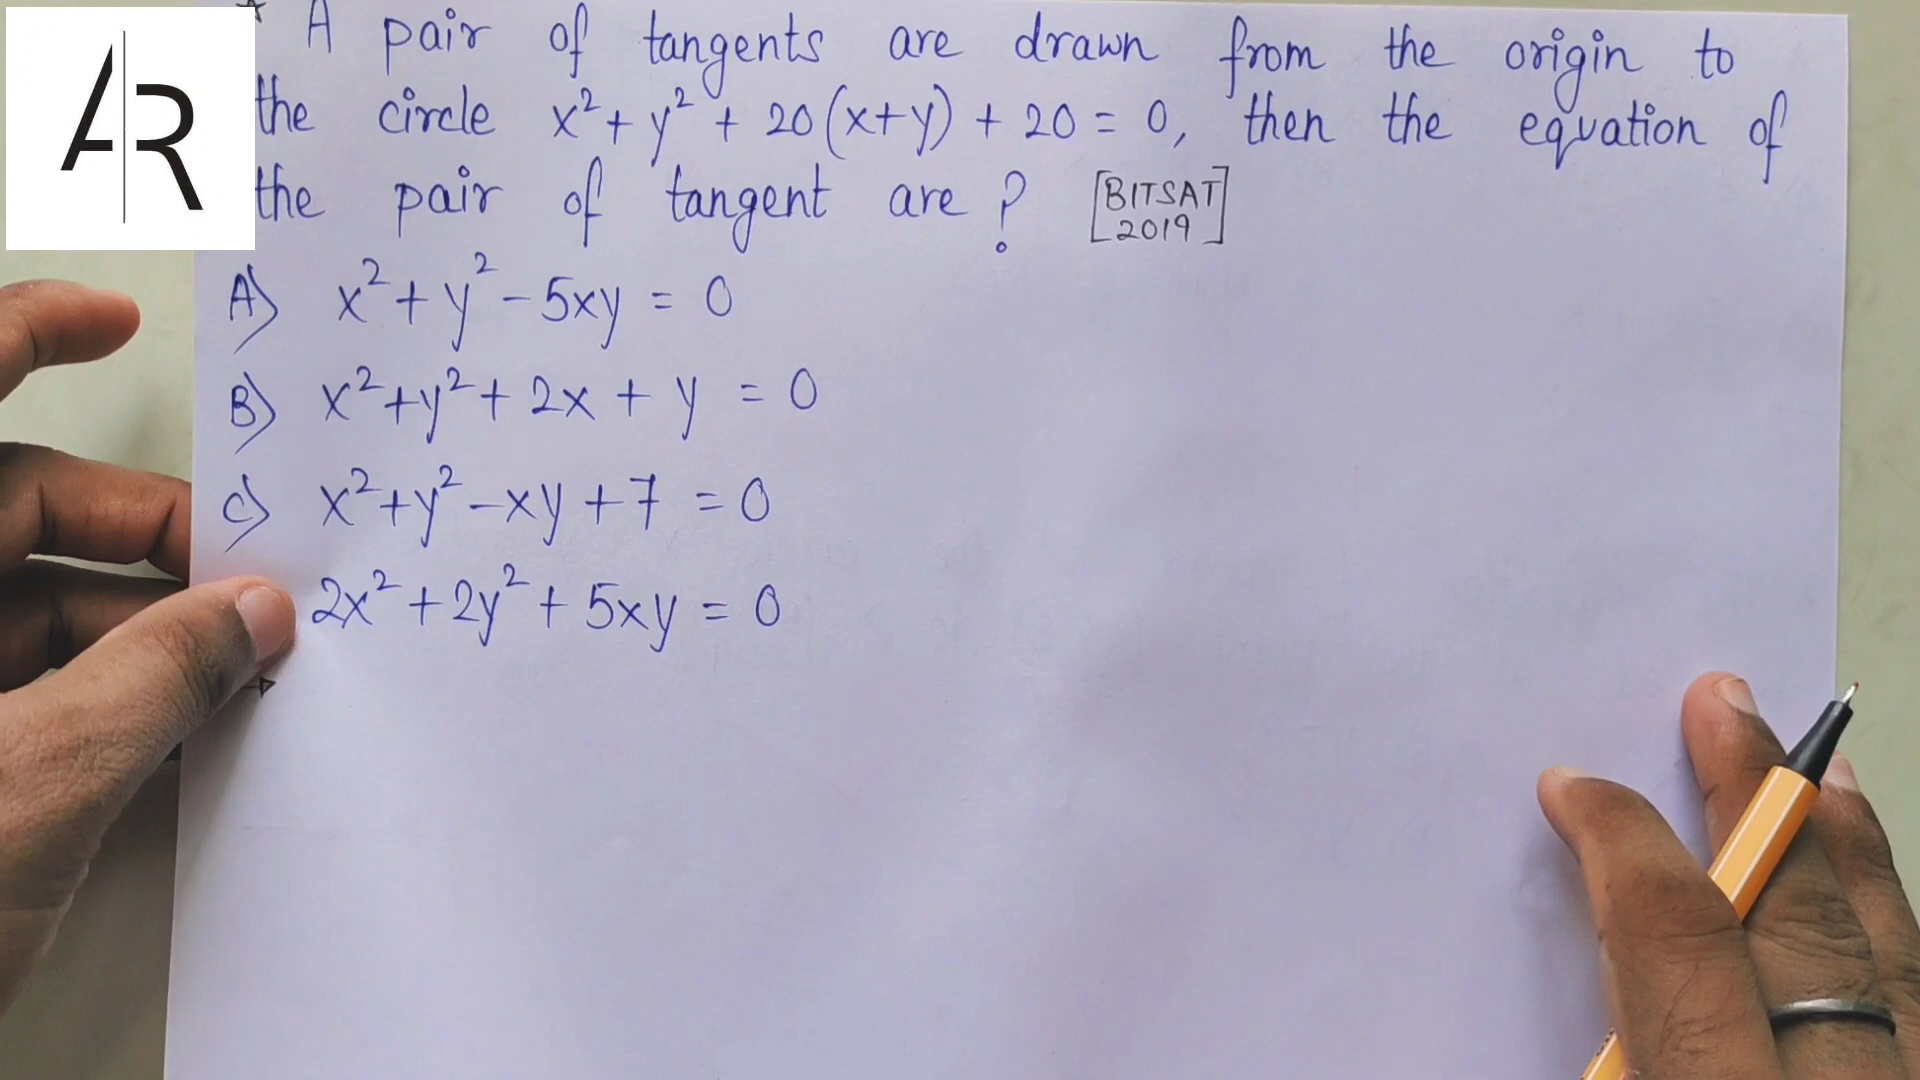 AR
* A pair of tangents are drawn from the origin to
the circle x² + y² + 20(x+y) + 20 = 0, then the equation of
the pair of tangent are ? [BITSAT 2019]
A) x² + y² - 5xy = 0
B) x² + y² + 2x + y = 0
C) x² + y² - xy + 7 = 0
2x² + 2y² + 5xy = 0